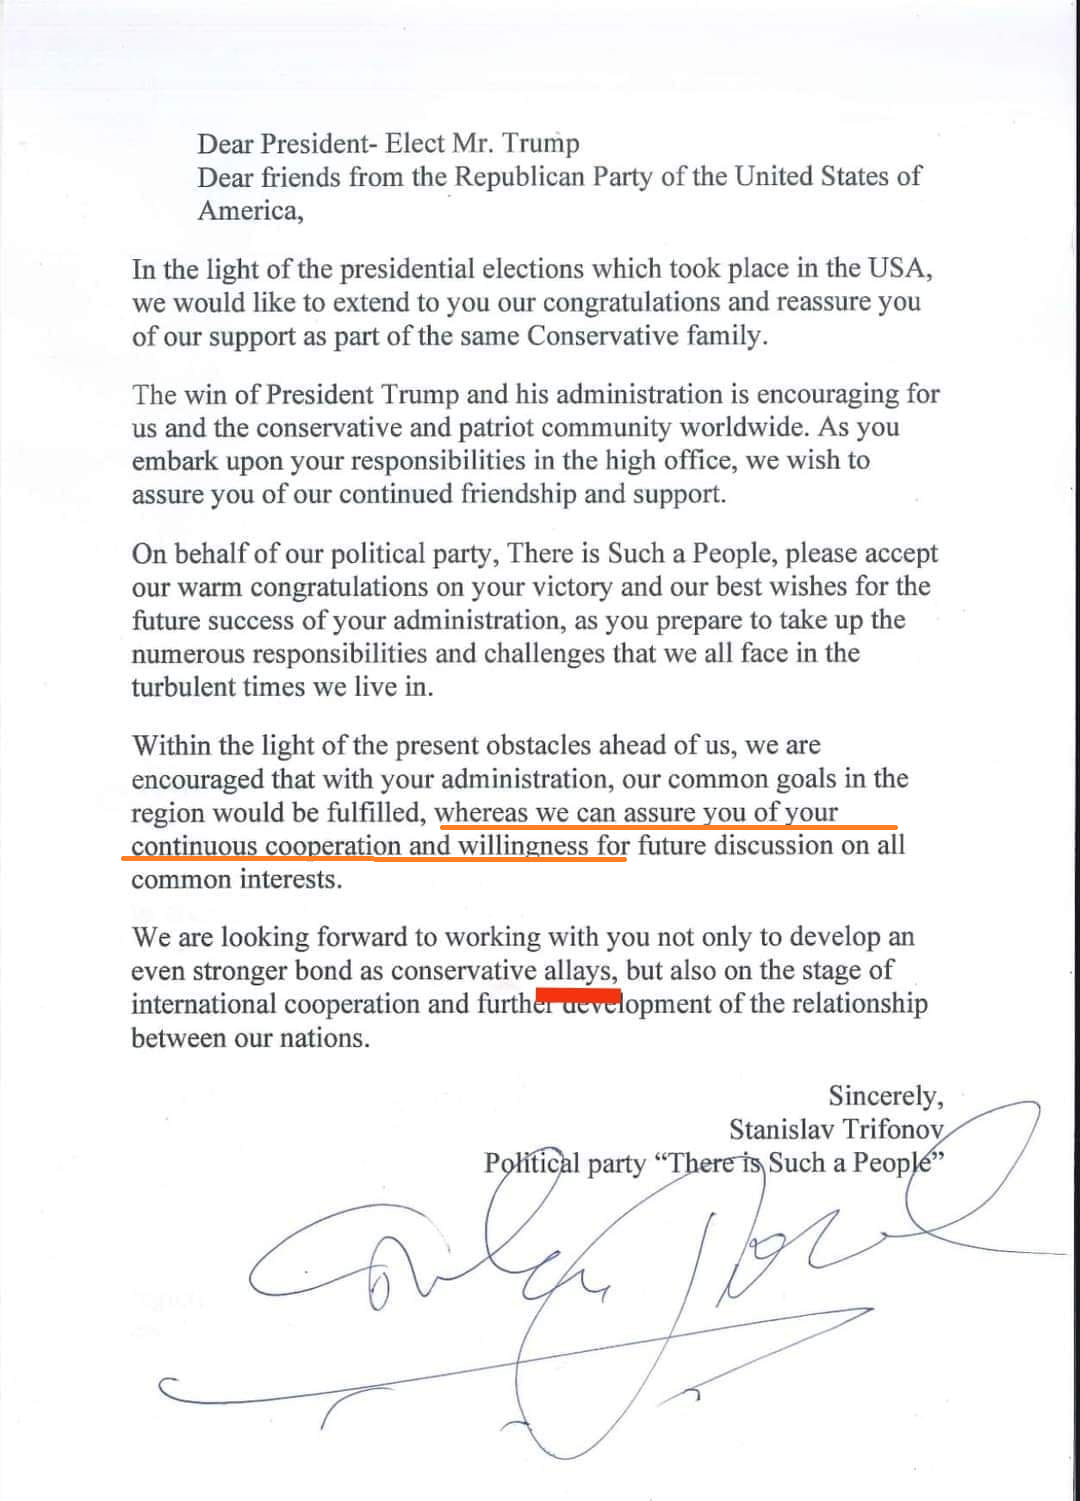 Dear President- Elect Mr. Trump
Dear friends from the Republican Party of the United States of
America,
In the light of the presidential elections which took place in the USA,
we would like to extend to you our congratulations and reassure you
of our support as part of the same Conservative family.
The win of President Trump and his administration is encouraging for
us and the conservative and patriot community worldwide. As you
embark upon your responsibilities in the high office, we wish to
assure you of our continued friendship and support.
On behalf of our political party, There is Such a People, please accept
our warm congratulations on your victory and our best wishes for the
future success of your administration, as you prepare to take up the
numerous responsibilities and challenges that we all face in the
turbulent times we live in.
Within the light of the present obstacles ahead of us, we are
encouraged that with your administration, our common goals in the
region would be fulfilled, whereas we can assure you of your
continuous cooperation and willingness for future discussion on all
common interests.
We are looking forward to working with you not only to develop an
even stronger bond as conservative allays, but also on the stage of
international cooperation and further development of the relationship
between our nations.
Sincerely,
Stanislav Trifonov
Political party “There is Such a People”